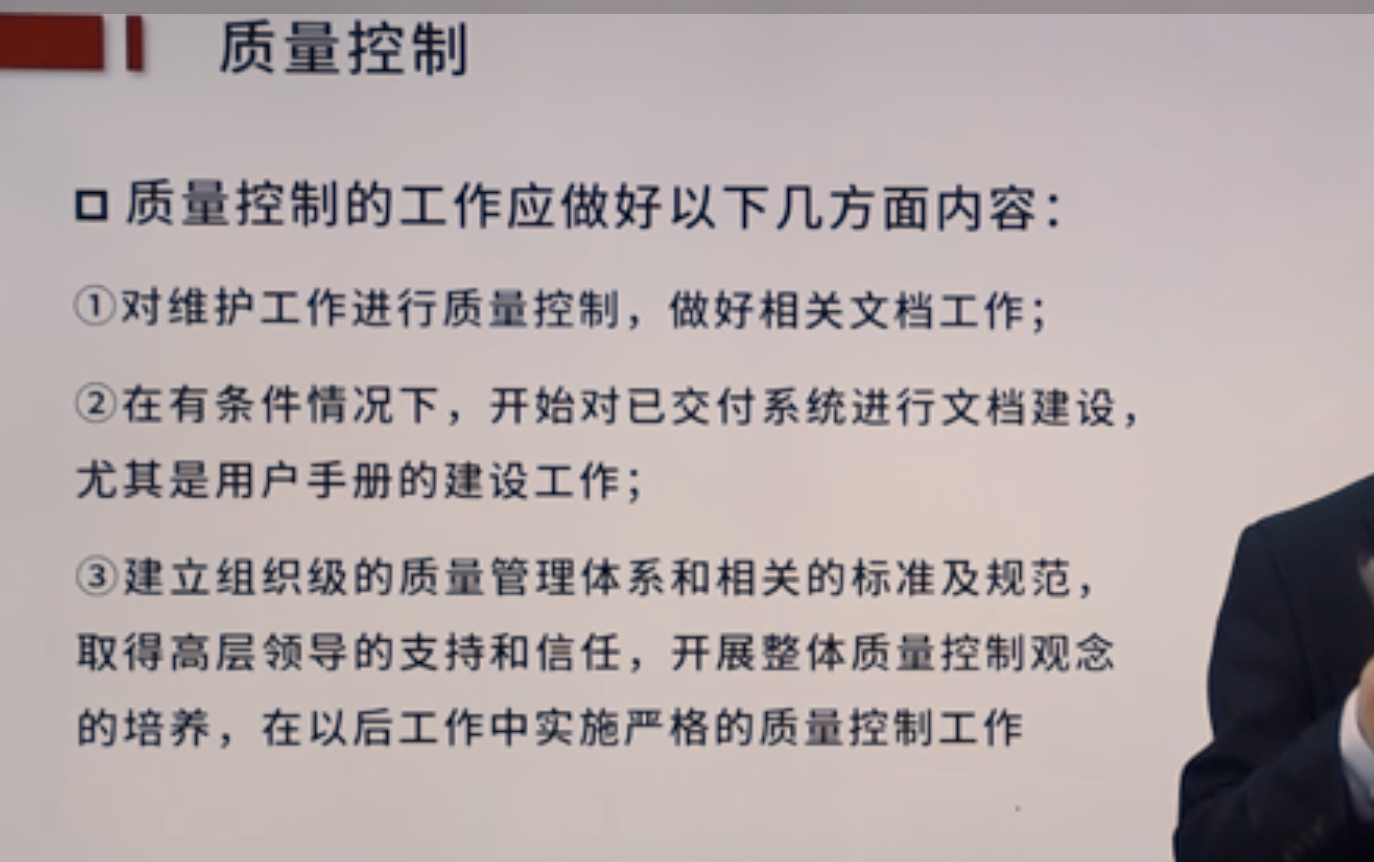 质量控制
质量控制的工作应做好以下几方面内容：
①对维护工作进行质量控制，做好相关文档工作；
②在有条件情况下，开始对已交付系统进行文档建设，
尤其是用户手册的建设工作；
③建立组织级的质量管理体系和相关的标准及规范，
取得高层领导的支持和信任，开展整体质量控制观念
的培养，在以后工作中实施严格的质量控制工作